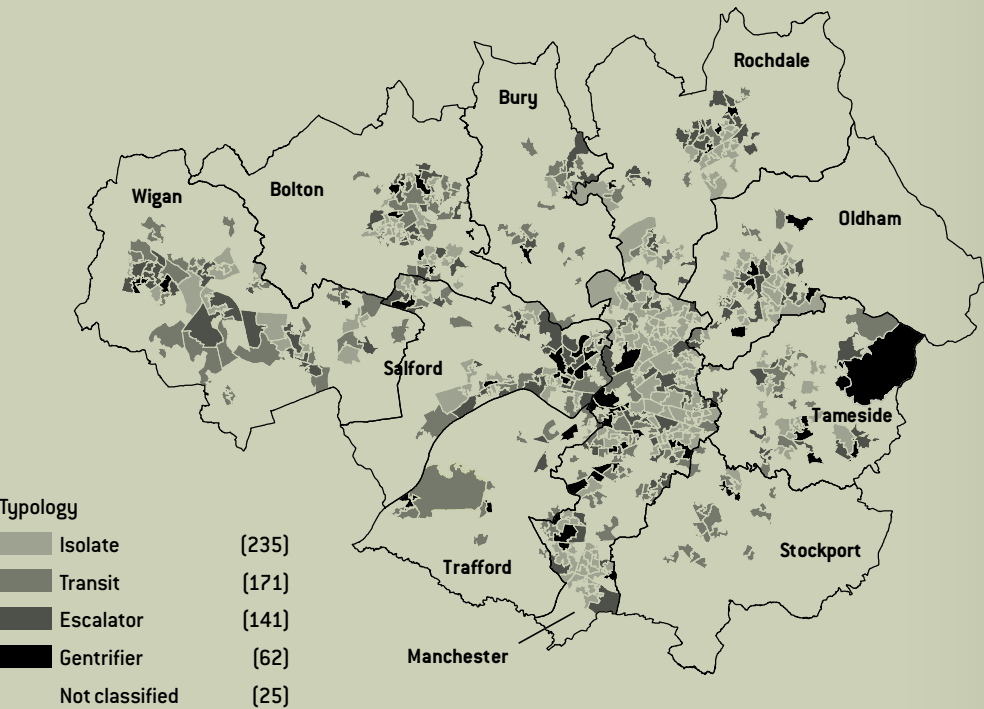 Rochdale
Bury
Wigan
Bolton
Oldham
Salford
Tameside
Typology
Isolate (235)
Transit (171)
Escalator (141)
Gentrifier (62)
Not classified (25)
Stockport
Trafford
Manchester